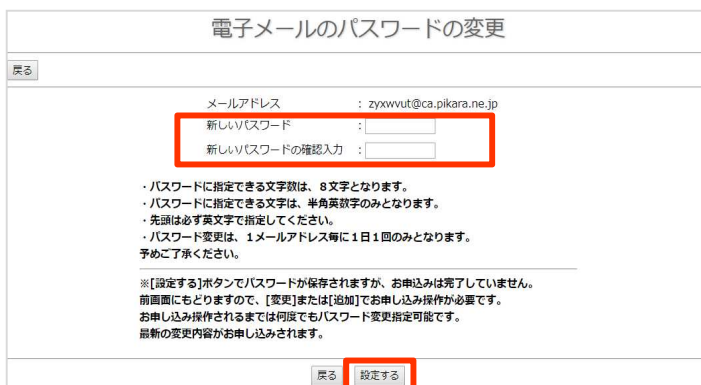 電子メールのパスワードの変更
戻る
メールアドレス : zyxwvut@ca.pikara.ne.jp
新しいパスワード :
新しいパスワードの確認入力 :
・パスワードに指定できる文字数は、８文字となります。
・パスワードに指定できる文字は、半角英数字のみとなります。
・先頭は必ず英文字で指定してください。
・パスワード変更は、１メールアドレス毎に１日１回のみとなります。
予めご了承ください。
※[設定する]ボタンでパスワードが保存されますが、お申込みは完了していません。
前画面にもどりますので、[変更]または[追加]でお申し込み操作が必要です。
お申し込み操作されるまでは何度でもパスワード変更指定可能です。
最新の変更内容がお申し込みされます。
戻る 設定する